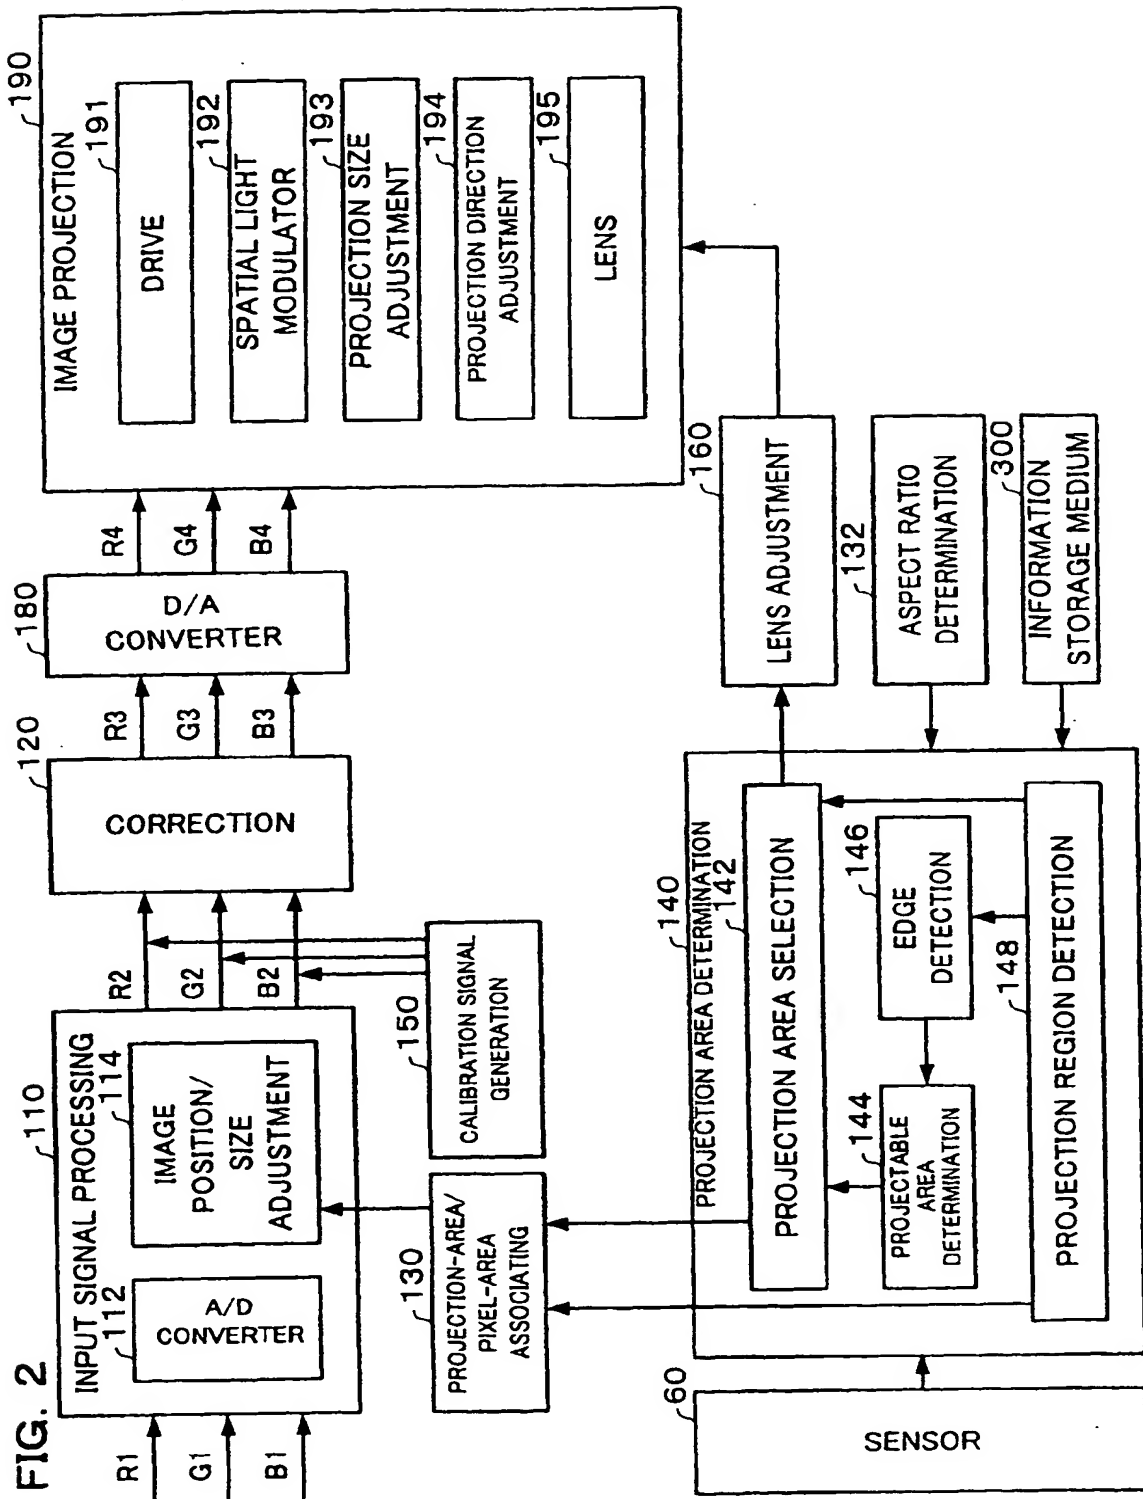 FIG. 2
R1
G1
B1
110
INPUT SIGNAL PROCESSING
112
A/D
CONVERTER
114
IMAGE
POSITION/
SIZE
ADJUSTMENT
R2
G2
B2
120
CORRECTION
R3
G3
B3
180
D/A
CONVERTER
R4
G4
B4
190
IMAGE PROJECTION
191
DRIVE
192
SPATIAL LIGHT
MODULATOR
193
PROJECTION SIZE
ADJUSTMENT
194
PROJECTION DIRECTION
ADJUSTMENT
195
LENS
130
PROJECTION-AREA/
PIXEL-AREA
ASSOCIATING
150
CALIBRATION SIGNAL
GENERATION
60
SENSOR
140
PROJECTION AREA DETERMINATION
142
PROJECTION AREA SELECTION
144
PROJECTABLE
AREA
DETERMINATION
146
EDGE
DETECTION
148
PROJECTION REGION DETECTION
160
LENS ADJUSTMENT
132
ASPECT RATIO
DETERMINATION
300
INFORMATION
STORAGE MEDIUM